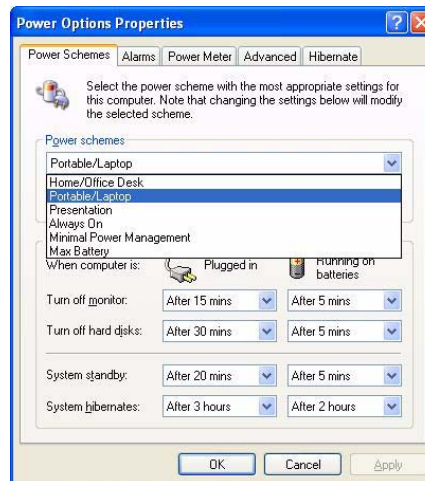 Power Options Properties
Power Schemes Alarms Power Meter Advanced Hibernate
Select the power scheme with the most appropriate settings for
this computer. Note that changing the settings below will modify
the selected scheme.
Power schemes
Portable/Laptop
Home/Office Desk
Portable/Laptop
Presentation
Always On
Minimal Power Management
Max Battery
When computer is: Plugged in Running on
batteries
Turn off monitor: After 15 mins After 5 mins
Turn off hard disks: After 30 mins After 5 mins
System standby: After 20 mins After 5 mins
System hibernates: After 3 hours After 2 hours
OK Cancel Apply